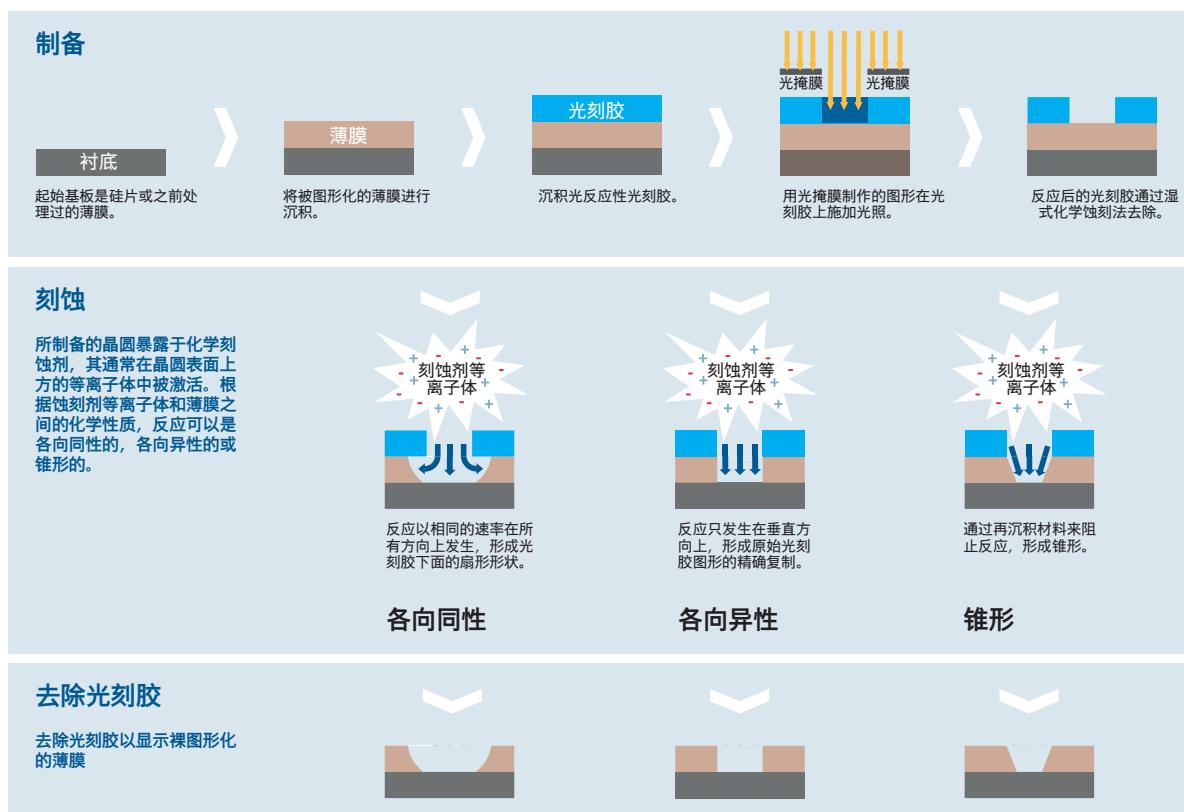 制备
光掩膜
光掩膜
光刻胶
薄膜
衬底
起始基板是硅片或之前处
理过的薄膜。
将被图形化的薄膜进行
沉积。
沉积光反应性光刻胶。
用光掩膜制作的图形在光
刻胶上施加光照。
反应后的光刻胶通过湿
式化学蚀刻法去除。
刻蚀
所制备的晶圆暴露于化学刻
蚀剂，其通常在晶圆表面上
方的等离子体中被激活。根
据蚀刻剂等离子体和薄膜之
间的化学性质，反应可以是
各向同性的，各向异性的或
锥形的。
刻蚀剂等
离子体
刻蚀剂等
离子体
刻蚀剂等
离子体
反应以相同的速率在所
有方向上发生，形成光
刻胶下面的扇形形状。
反应只发生在垂直方
向上，形成原始光刻
胶图形的精确复制。
通过再沉积材料来阻
止反应，形成锥形。
各向同性
各向异性
锥形
去除光刻胶
去除光刻胶以显示裸图形化
的薄膜